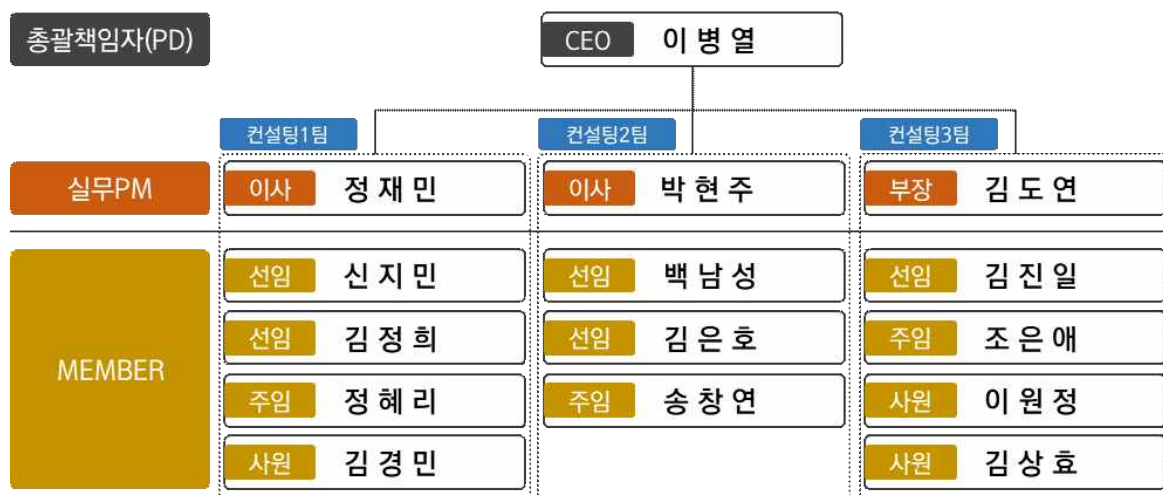 총괄책임자(PD)
CEO 이 병 열
컨설팅1팀 컨설팅2팀 컨설팅3팀
실무PM 이사 정 재 민 이사 박 현 주 부장 김 도 연
선임 신 지 민 선임 백 남 성 선임 김 진 일
선임 김 정 희 선임 김 은 호 주임 조 은 애
MEMBER
주임 정 혜 리 주임 송 창 연 사원 이 원 정
사원 김 경 민 사원 김 상 효